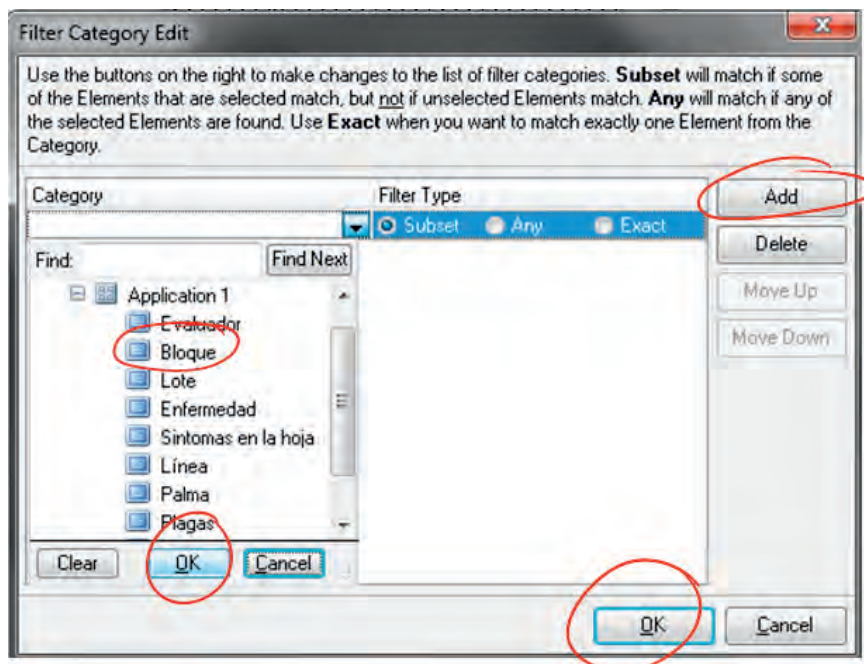 Filter Category Edit
Use the buttons on the right to make changes to the list of filter categories. Subset will match if some
of the Elements that are selected match, but not if unselected Elements match. Any will match if any of
the selected Elements are found. Use Exact when you want to match exactly one Element from the
Category.
Category Filter Type Add
Subset Any Exact
Find: Find Next Delete
Application 1 Move Up
Evaluador
Bloque Move Down
Lote
Enfermedad
Sintomas en la hoja
Línea
Palma
Plagas
Clear OK Cancel
OK Cancel